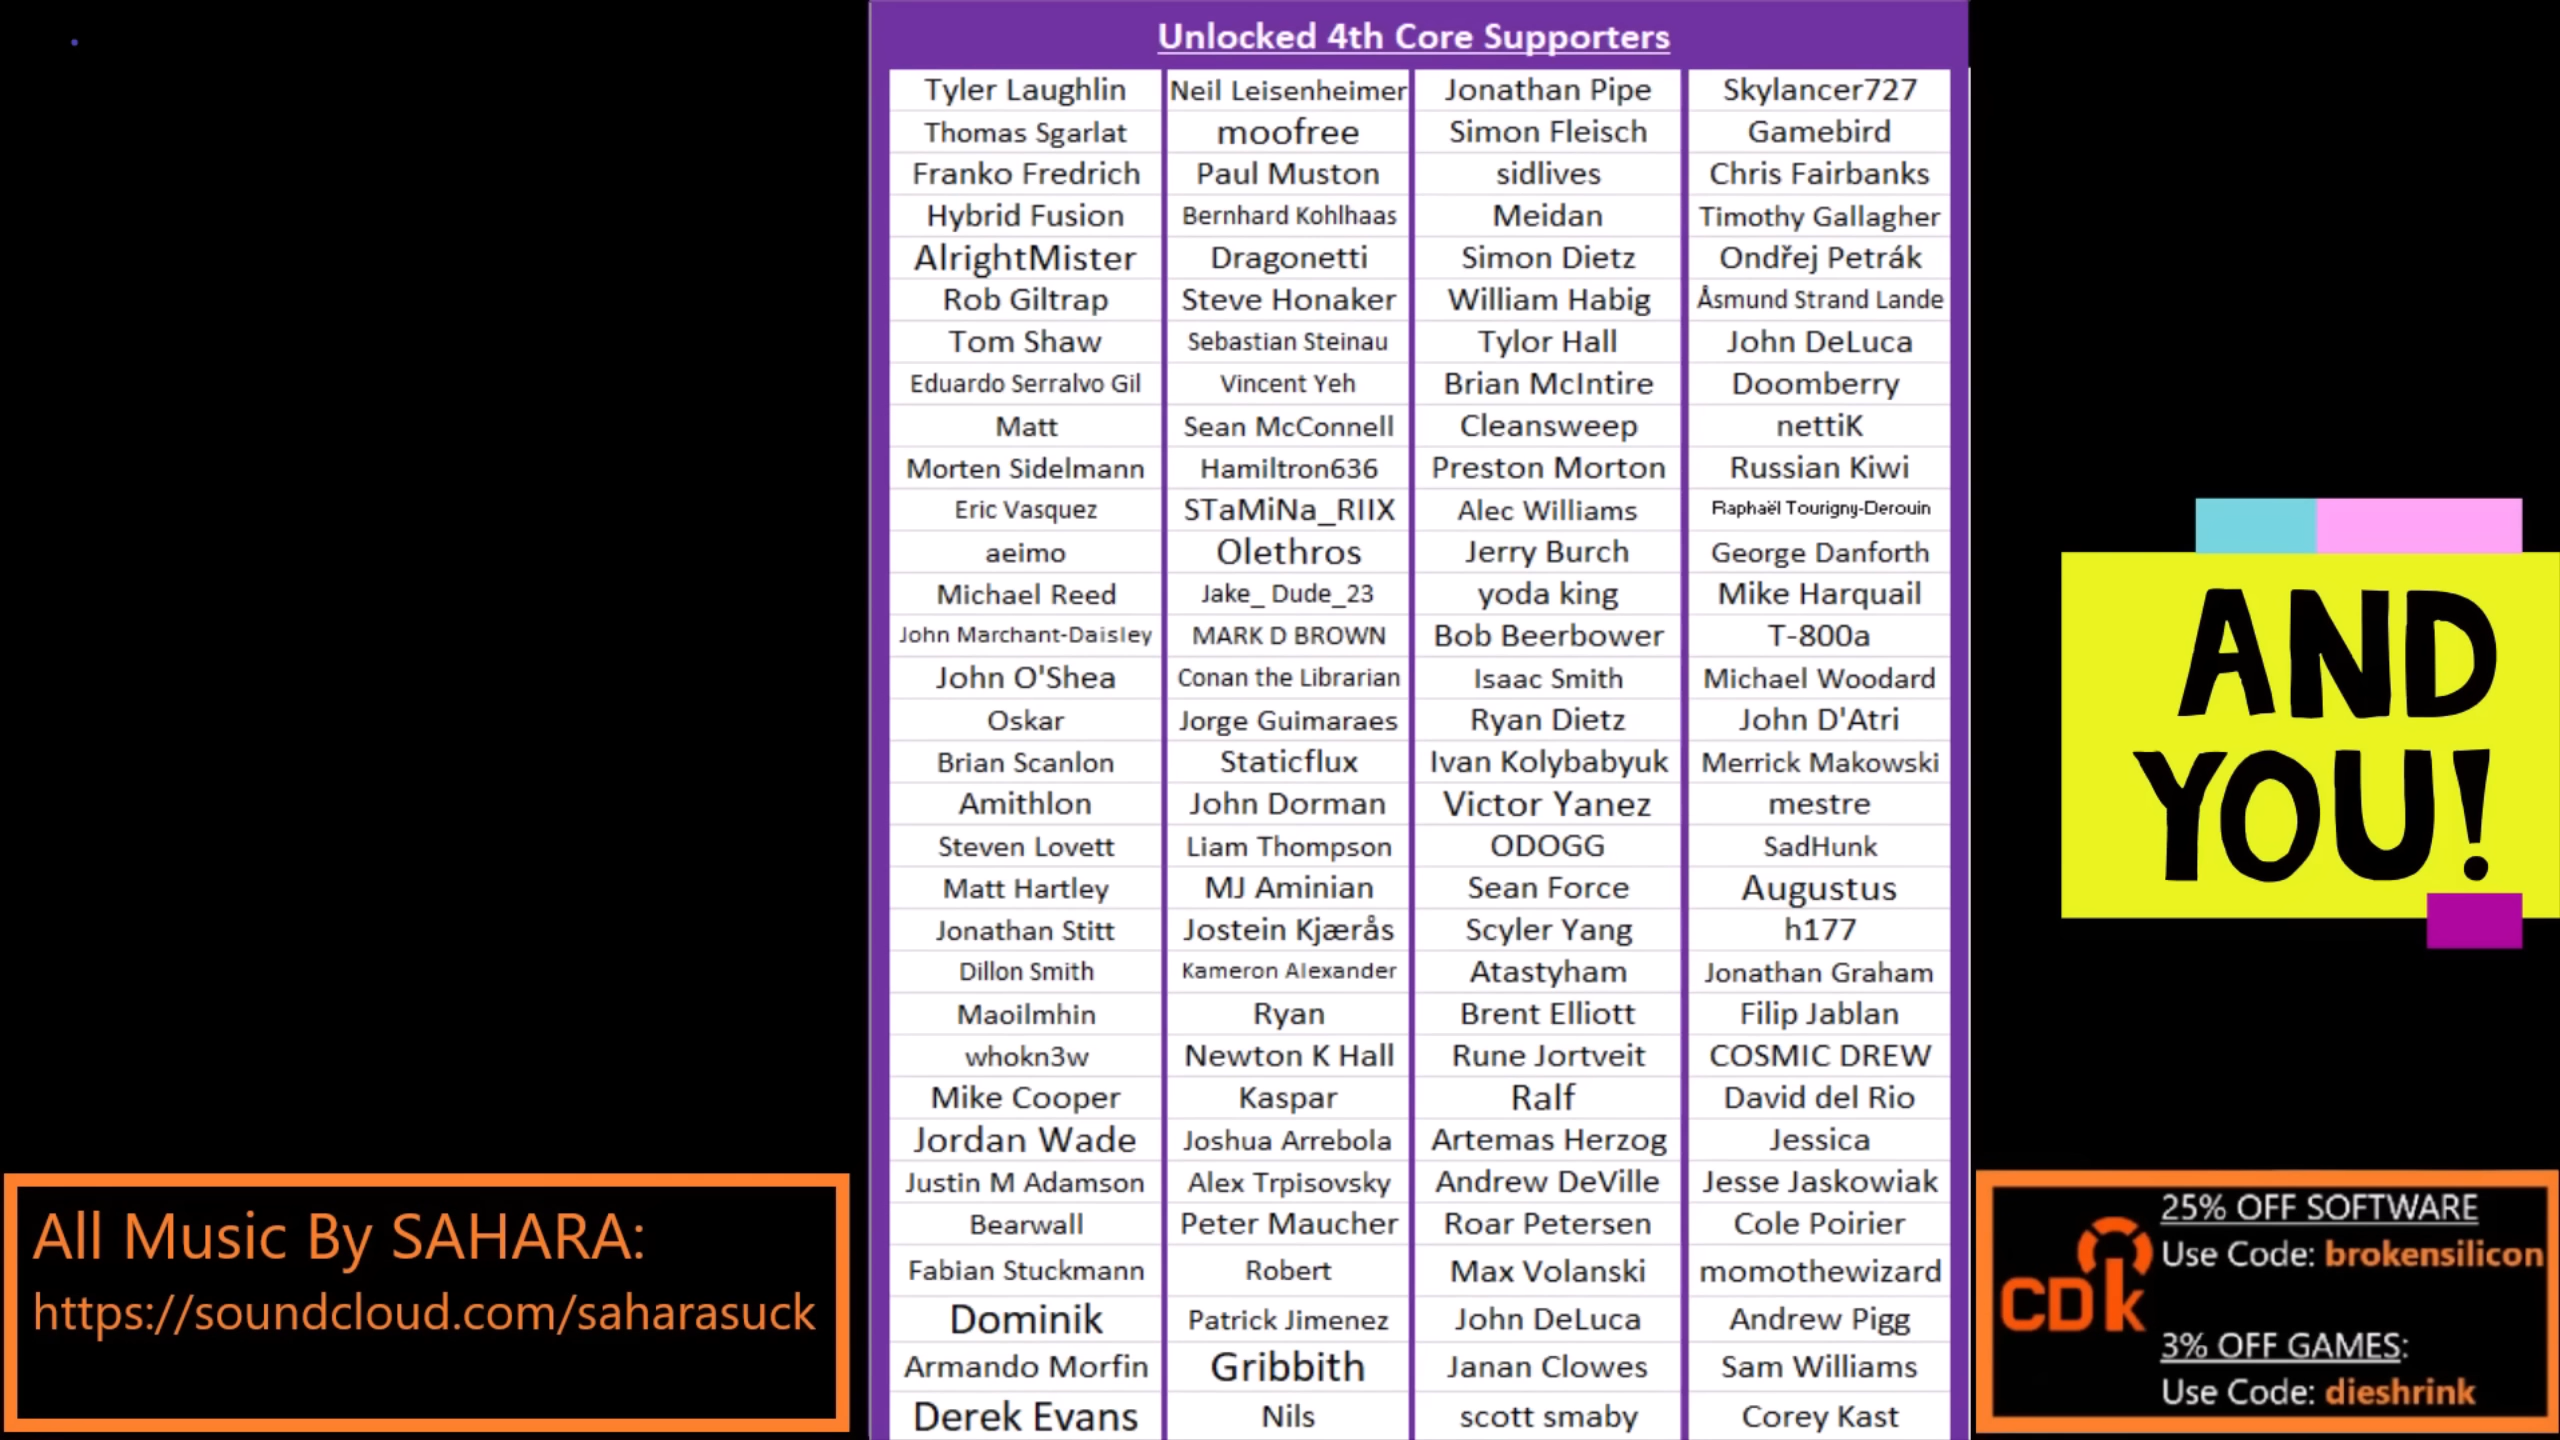 Unlocked 4th Core Supporters
Tyler Laughlin Neil Leisenheimer Jonathan Pipe Skylancer727
Thomas Sgarlat moofree Simon Fleisch Gamebird
Franko Fredrich Paul Muston sidlives Chris Fairbanks
Hybrid Fusion Bernhard Kohlhaas Meidan Timothy Gallagher
AlrightMister Dragonetti Simon Dietz Ondřej Petrák
Rob Giltrap Steve Honaker William Habig Åsmund Strand Lande
Tom Shaw Sebastian Steinau Tylor Hall John DeLuca
Eduardo Serralvo Gil Vincent Yeh Brian McIntire Doomberry
Matt Sean McConnell Cleansweep nettiK
Morten Sidelmann Hamiltron636 Preston Morton Russian Kiwi
Eric Vasquez STaMiNa_RIIX Alec Williams Raphaël Tourigny-Derouin
aeimo Olethros Jerry Burch George Danforth
Michael Reed Jake_ Dude_23 yoda king Mike Harquail
John Marchant-Daisley MARK D BROWN Bob Beerbower T-800a
John O'Shea Conan the Librarian Isaac Smith Michael Woodard
Oskar Jorge Guimaraes Ryan Dietz John D'Atri
Brian Scanlon Staticflux Ivan Kolybabyuk Merrick Makowski
Amithlon John Dorman Victor Yanez mestre
Steven Lovett Liam Thompson ODOGG SadHunk
Matt Hartley MJ Aminian Sean Force Augustus
Jonathan Stitt Jostein Kjærås Scyler Yang h177
Dillon Smith Kameron Alexander Atastyham Jonathan Graham
Maoilmhin Ryan Brent Elliott Filip Jablan
whokn3w Newton K Hall Rune Jortveit COSMIC DREW
Mike Cooper Kaspar Ralf David del Rio
Jordan Wade Joshua Arrebola Artemas Herzog Jessica
Justin M Adamson Alex Trpisovsky Andrew DeVille Jesse Jaskowiak
Bearwall Peter Maucher Roar Petersen Cole Poirier
Fabian Stuckmann Robert Max Volanski momothewizard
Dominik Patrick Jimenez John DeLuca Andrew Pigg
Armando Morfin Gribbith Janan Clowes Sam Williams
Derek Evans Nils scott smaby Corey Kast
AND
YOU!
All Music By SAHARA:
https://soundcloud.com/saharasuck
CDk
25% OFF SOFTWARE
Use Code: brokensilicon
3% OFF GAMES:
Use Code: dieshrink